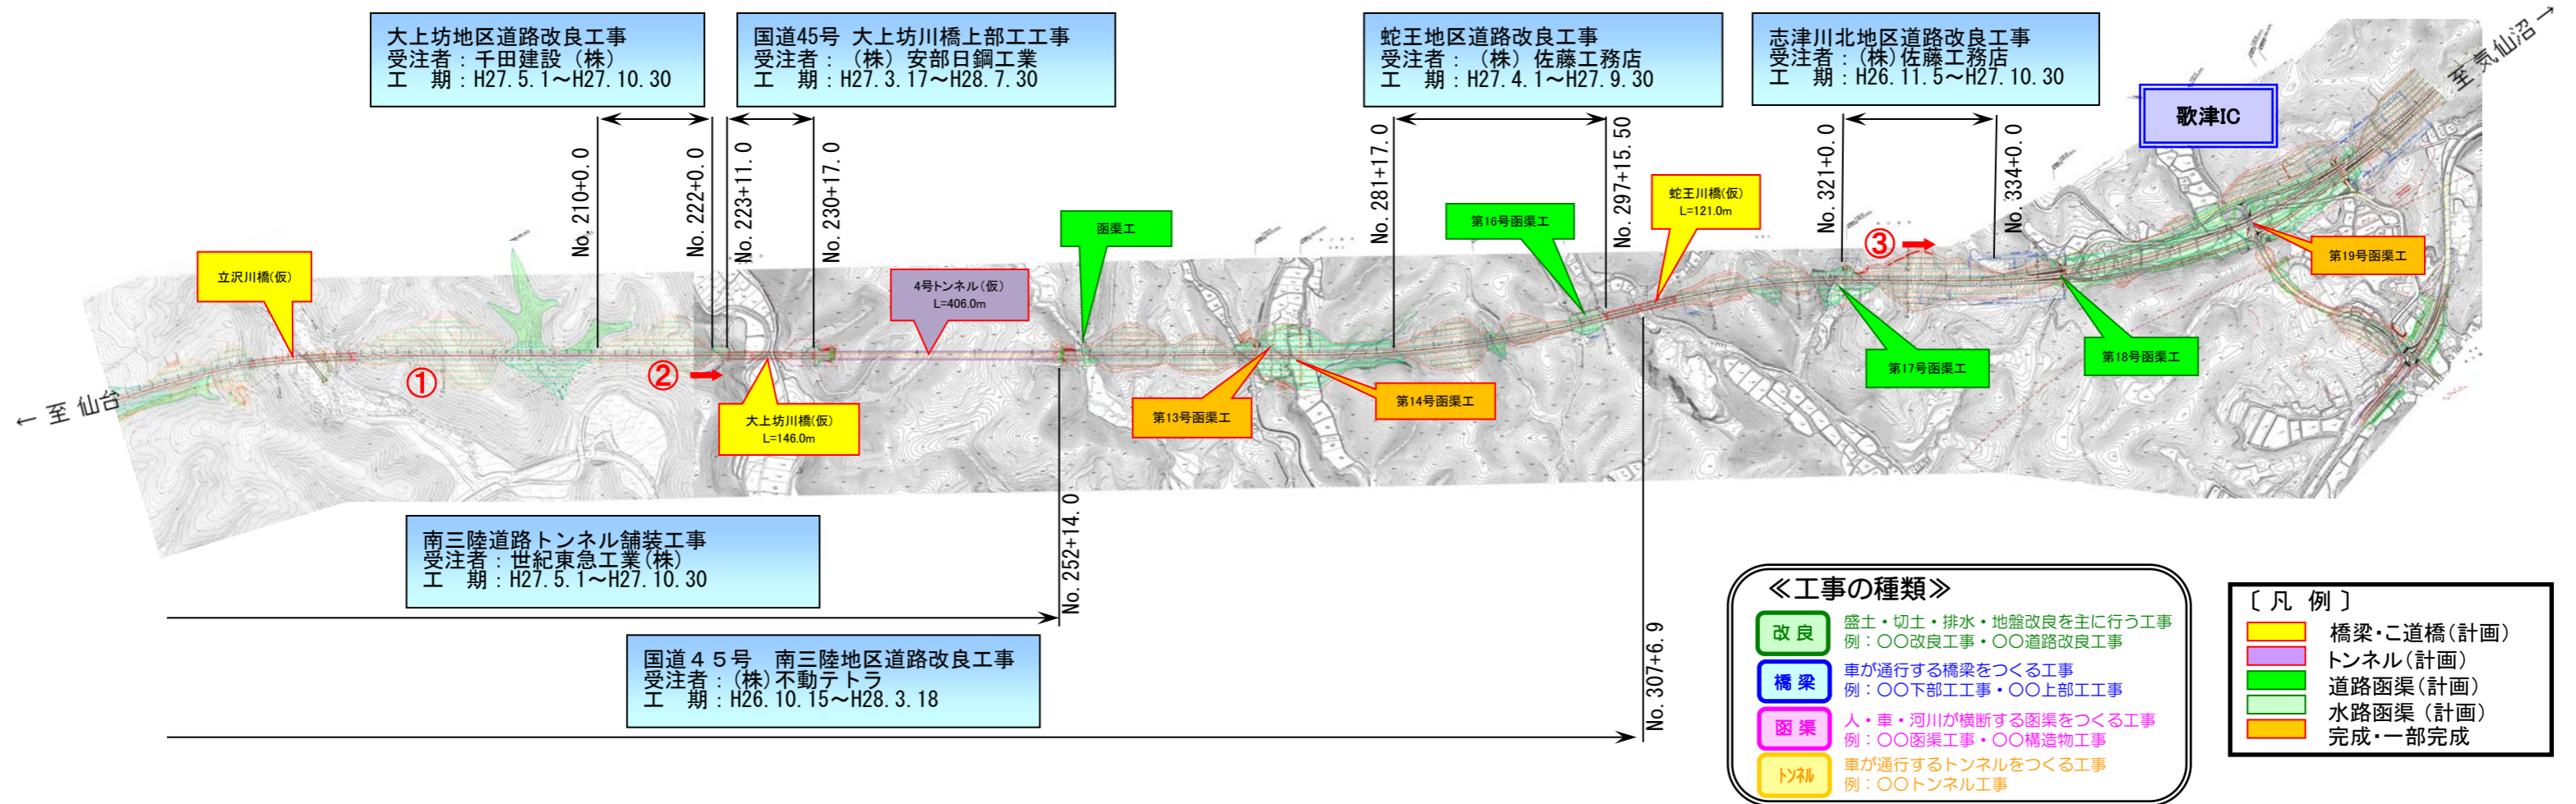 大上坊地区道路改良工事
受注者：千田建設（株）
工　期：H27.5.1～H27.10.30
国道45号 大上坊川橋上部工工事
受注者：（株）安部日鋼工業
工　期：H27.3.17～H28.7.30
蛇王地区道路改良工事
受注者：（株）佐藤工務店
工　期：H27.4.1～H27.9.30
志津川北地区道路改良工事
受注者：(株)佐藤工務店
工　期：H26.11.5～H27.10.30
至 気仙沼 →
歌津IC
No.210+0.0
No.222+0.0
No.223+11.0
No.230+17.0
No.281+17.0
No.297+15.50
No.321+0.0
No.334+0.0
立沢川橋(仮)
4号トンネル(仮)
L=406.0m
函渠工
第16号函渠工
蛇王川橋(仮)
L=121.0m
③
第19号函渠工
①
②
大上坊川橋(仮)
L=146.0m
第13号函渠工
第14号函渠工
第17号函渠工
第18号函渠工
← 至 仙台
南三陸道路トンネル舗装工事
受注者：世紀東急工業(株)
工　期：H27.5.1～H27.10.30
No.252+14.0
国道４５号　南三陸地区道路改良工事
受注者：(株)不動テトラ
工　期：H26.10.15～H28.3.18
No.307+6.9
≪工事の種類≫
改 良
盛土・切土・排水・地盤改良を主に行う工事
例：〇〇改良工事・〇〇道路改良工事
橋 梁
車が通行する橋梁をつくる工事
例：〇〇下部工工事・〇〇上部工工事
函 渠
人・車・河川が横断する函渠をつくる工事
例：〇〇函渠工事・〇〇構造物工事
トンネル
車が通行するトンネルをつくる工事
例：〇〇トンネル工事
〔 凡 例 〕
橋梁・こ道橋(計画)
トンネル(計画)
道路函渠(計画)
水路函渠 (計画)
完成・一部完成